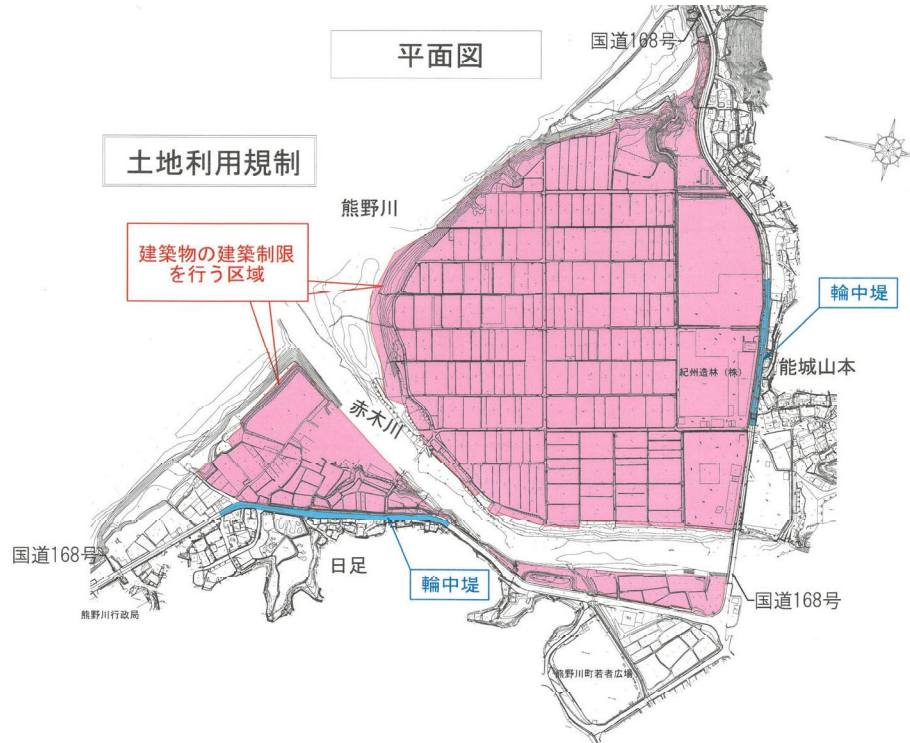 国道168号
平面図
土地利用規制
熊野川
建築物の建築制限
を行う区域
輪中堤
紀州造林（株）
能城山本
赤木川
国道168号
日足
輪中堤
国道168号
熊野川行政局
熊野川町若者広場